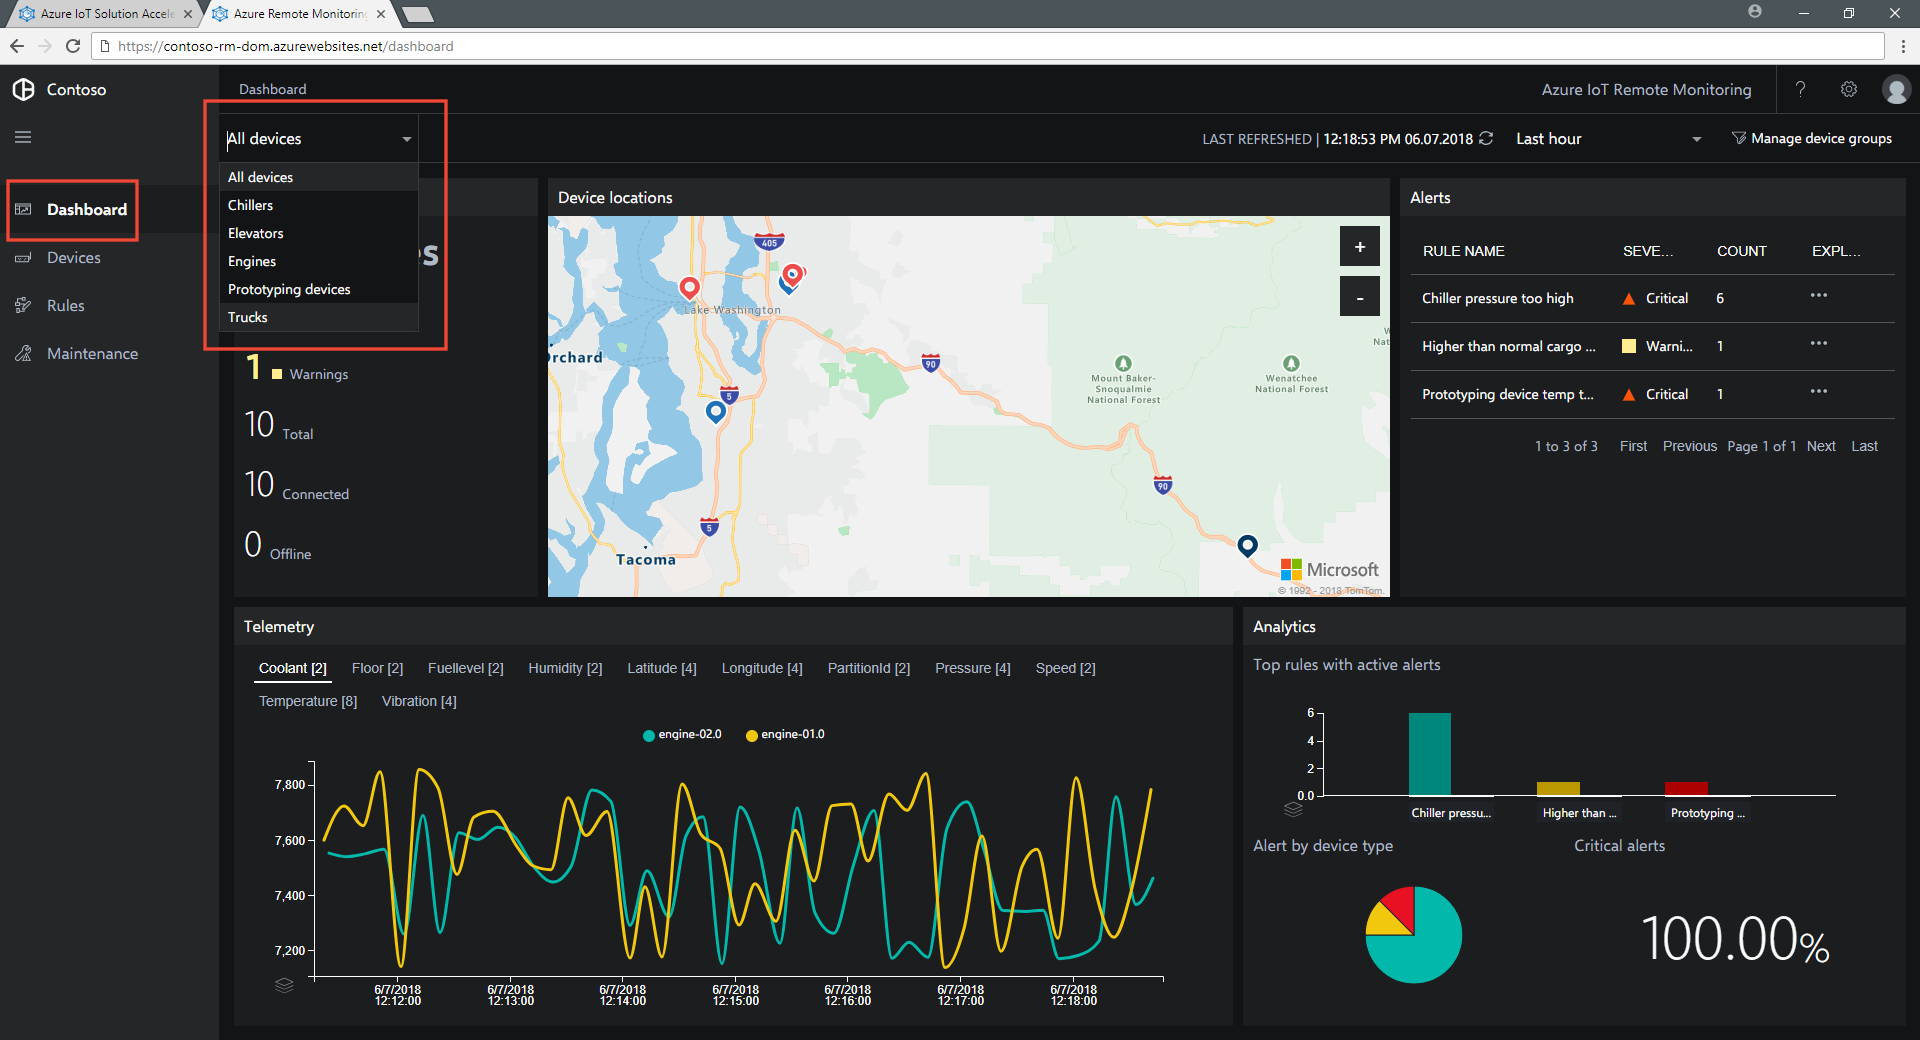 Azure IoT Solution Accele
Azure Remote Monitoring
https://contoso-rm-dom.azurewebsites.net/dashboard
Contoso
Dashboard
Azure IoT Remote Monitoring
?
All devices
LAST REFRESHED | 12:18:53 PM 06.07.2018
Last hour
Manage device groups
Dashboard
Devices
Rules
Maintenance
All devices
Chillers
Elevators
Engines
Prototyping devices
Trucks
es
1 Warnings
10 Total
10 Connected
0 Offline
Device locations
+
-
405
Lake Washington
Orchard
90
5
Mount Baker-
Snoqualmie
National Forest
Wenatchee
National Forest
90
5
Tacoma
Microsoft
© 1992 - 2018 TomTom.
Alerts
RULE NAME SEVE... COUNT EXPL...
Chiller pressure too high Critical 6 ...
Higher than normal cargo ... Warni... 1 ...
Prototyping device temp t... Critical 1 ...
1 to 3 of 3 First Previous Page 1 of 1 Next Last
Telemetry
Coolant [2] Floor [2] Fuellevel [2] Humidity [2] Latitude [4] Longitude [4] PartitionId [2] Pressure [4] Speed [2]
Temperature [8] Vibration [4]
engine-02.0 engine-01.0
7,800
7,600
7,400
7,200
6/7/2018 6/7/2018 6/7/2018 6/7/2018 6/7/2018 6/7/2018 6/7/2018
12:12:00 12:13:00 12:14:00 12:15:00 12:16:00 12:17:00 12:18:00
Analytics
Top rules with active alerts
6
4
2
0.0
Chiller pressu... Higher than ... Prototyping ...
Alert by device type
Critical alerts
100.00%